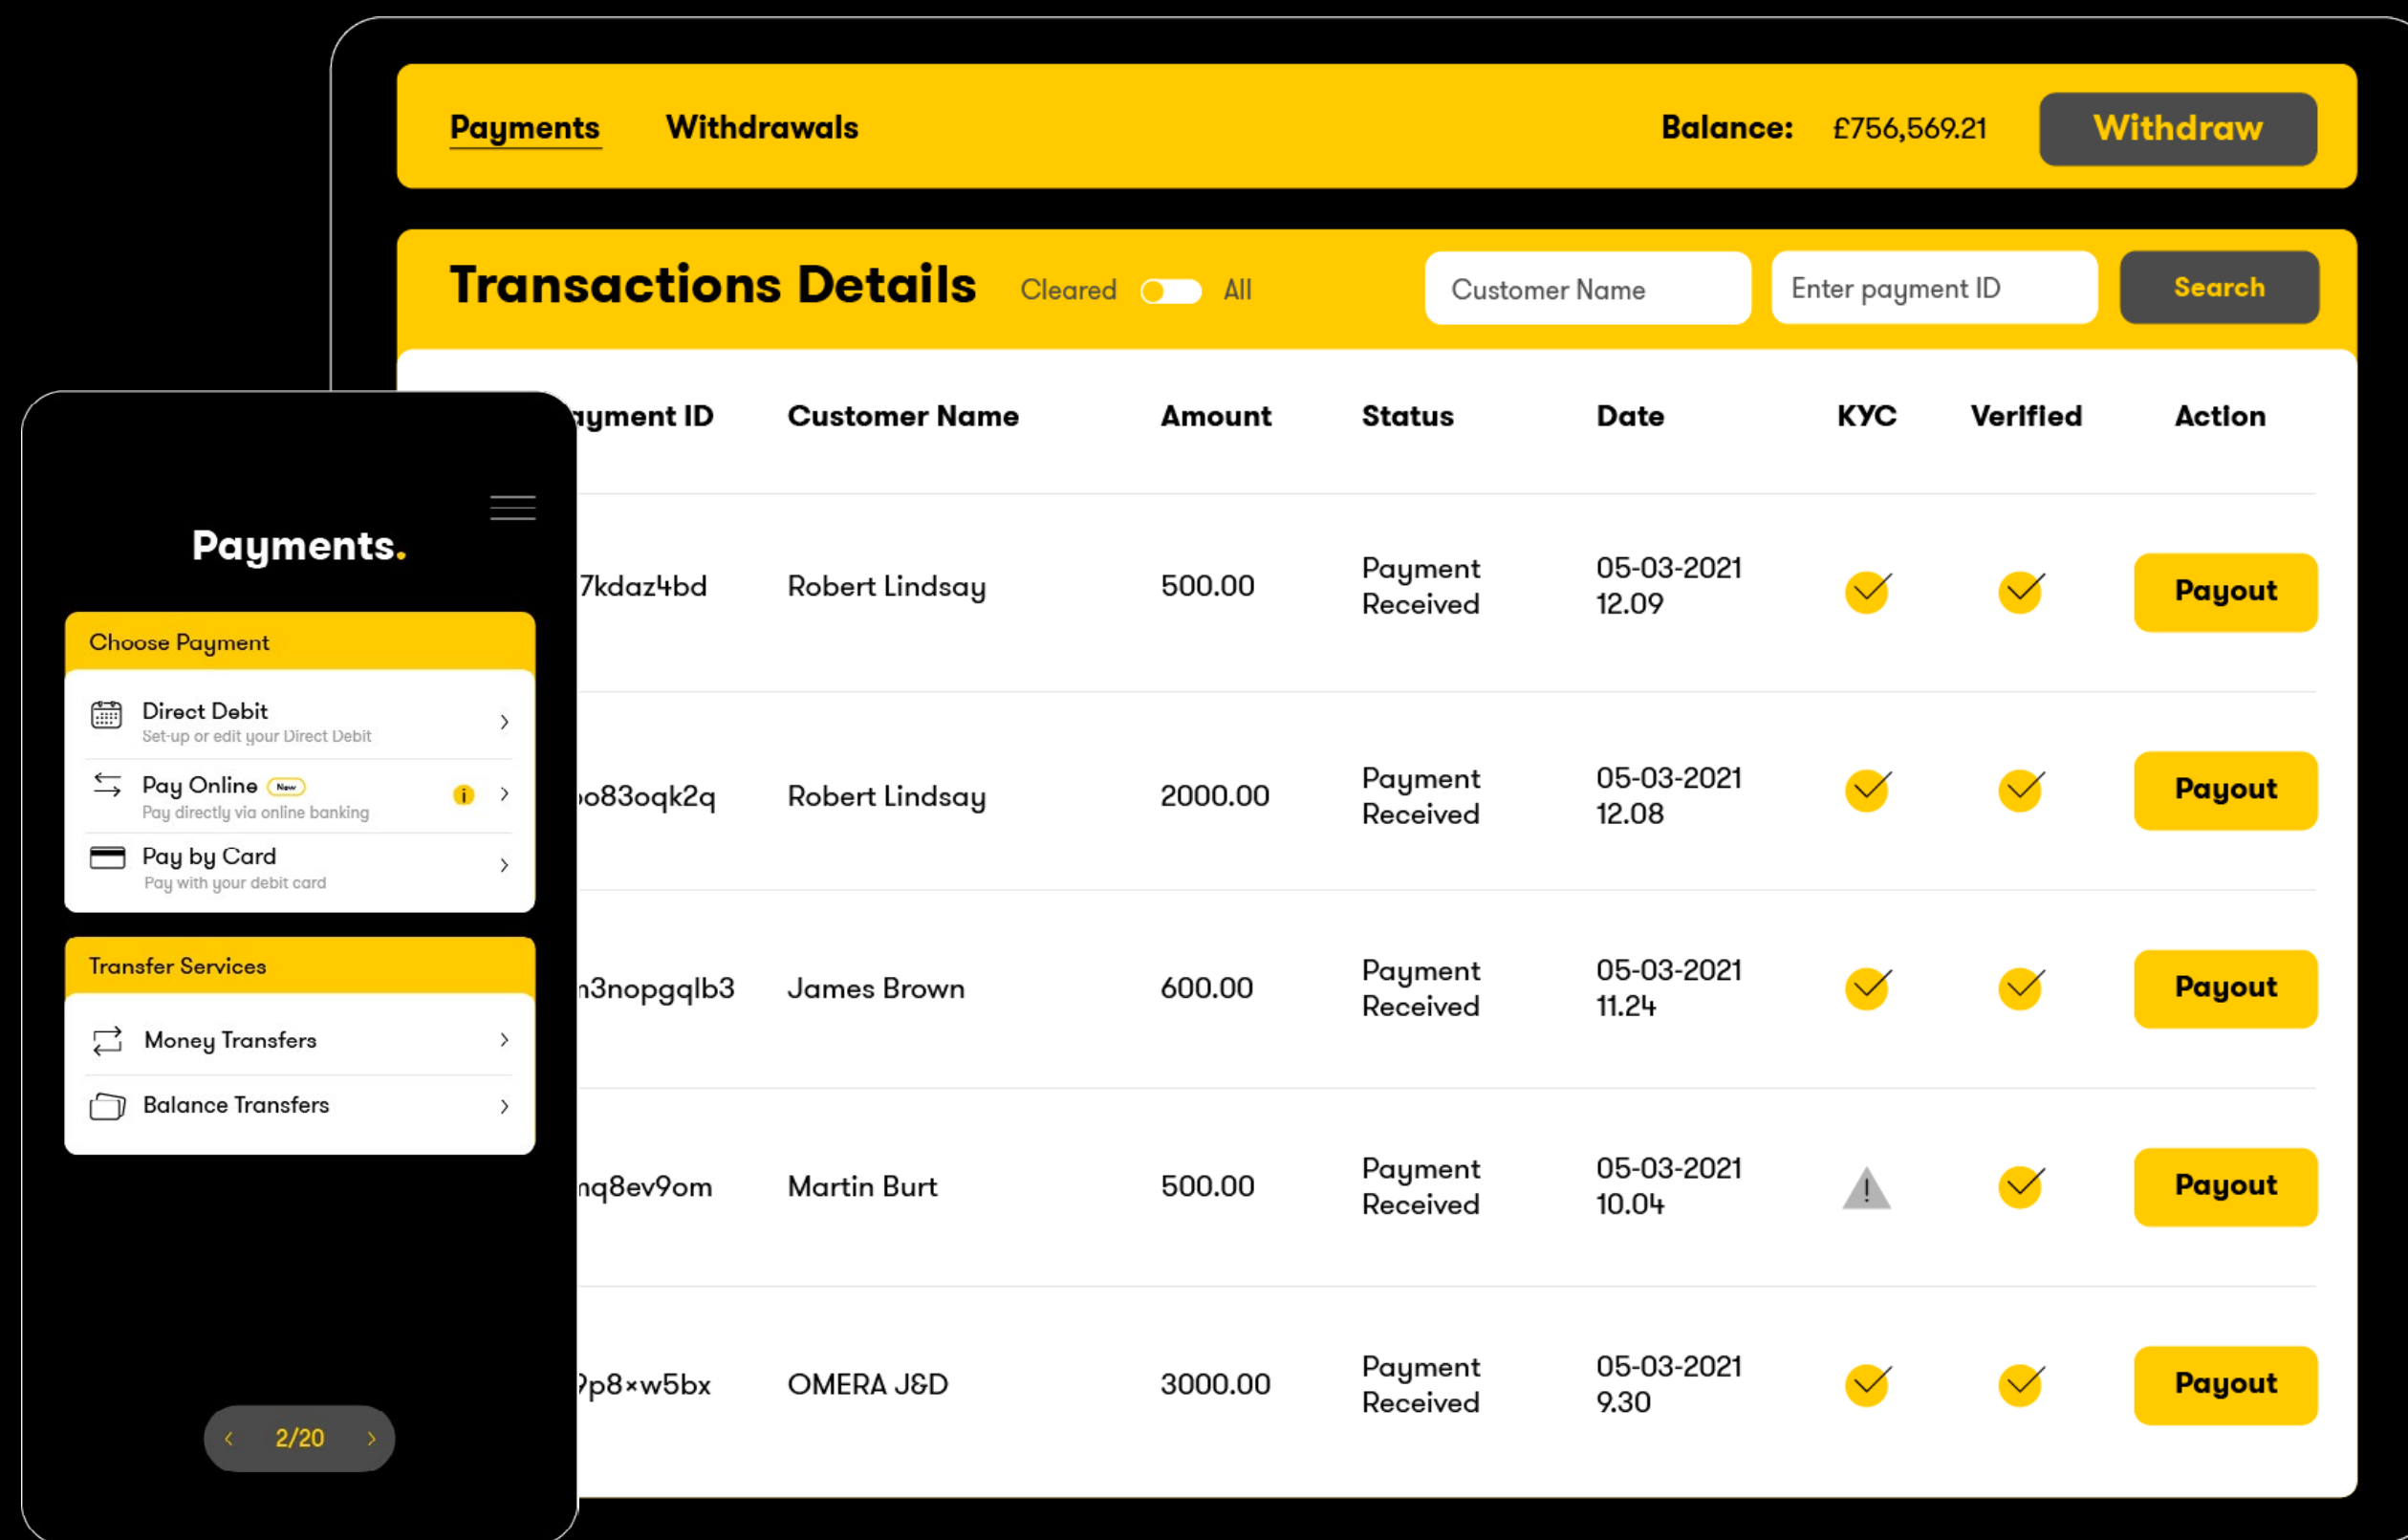 Payments Withdrawals Balance: £756,569.21 Withdraw
Transactions Details Cleared All Customer Name Enter payment ID Search
ayment ID Customer Name Amount Status Date KYC Verified Action
7kdaz4bd Robert Lindsay 500.00 Payment Received 05-03-2021 12.09 Payout
o83oqk2q Robert Lindsay 2000.00 Payment Received 05-03-2021 12.08 Payout
3nopgqlb3 James Brown 600.00 Payment Received 05-03-2021 11.24 Payout
q8ev9om Martin Burt 500.00 Payment Received 05-03-2021 10.04 Payout
p8×w5bx OMERA J&D 3000.00 Payment Received 05-03-2021 9.30 Payout
Payments.
Choose Payment
Direct Debit
Set-up or edit your Direct Debit
Pay Online New
Pay directly via online banking
Pay by Card
Pay with your debit card
Transfer Services
Money Transfers
Balance Transfers
2/20